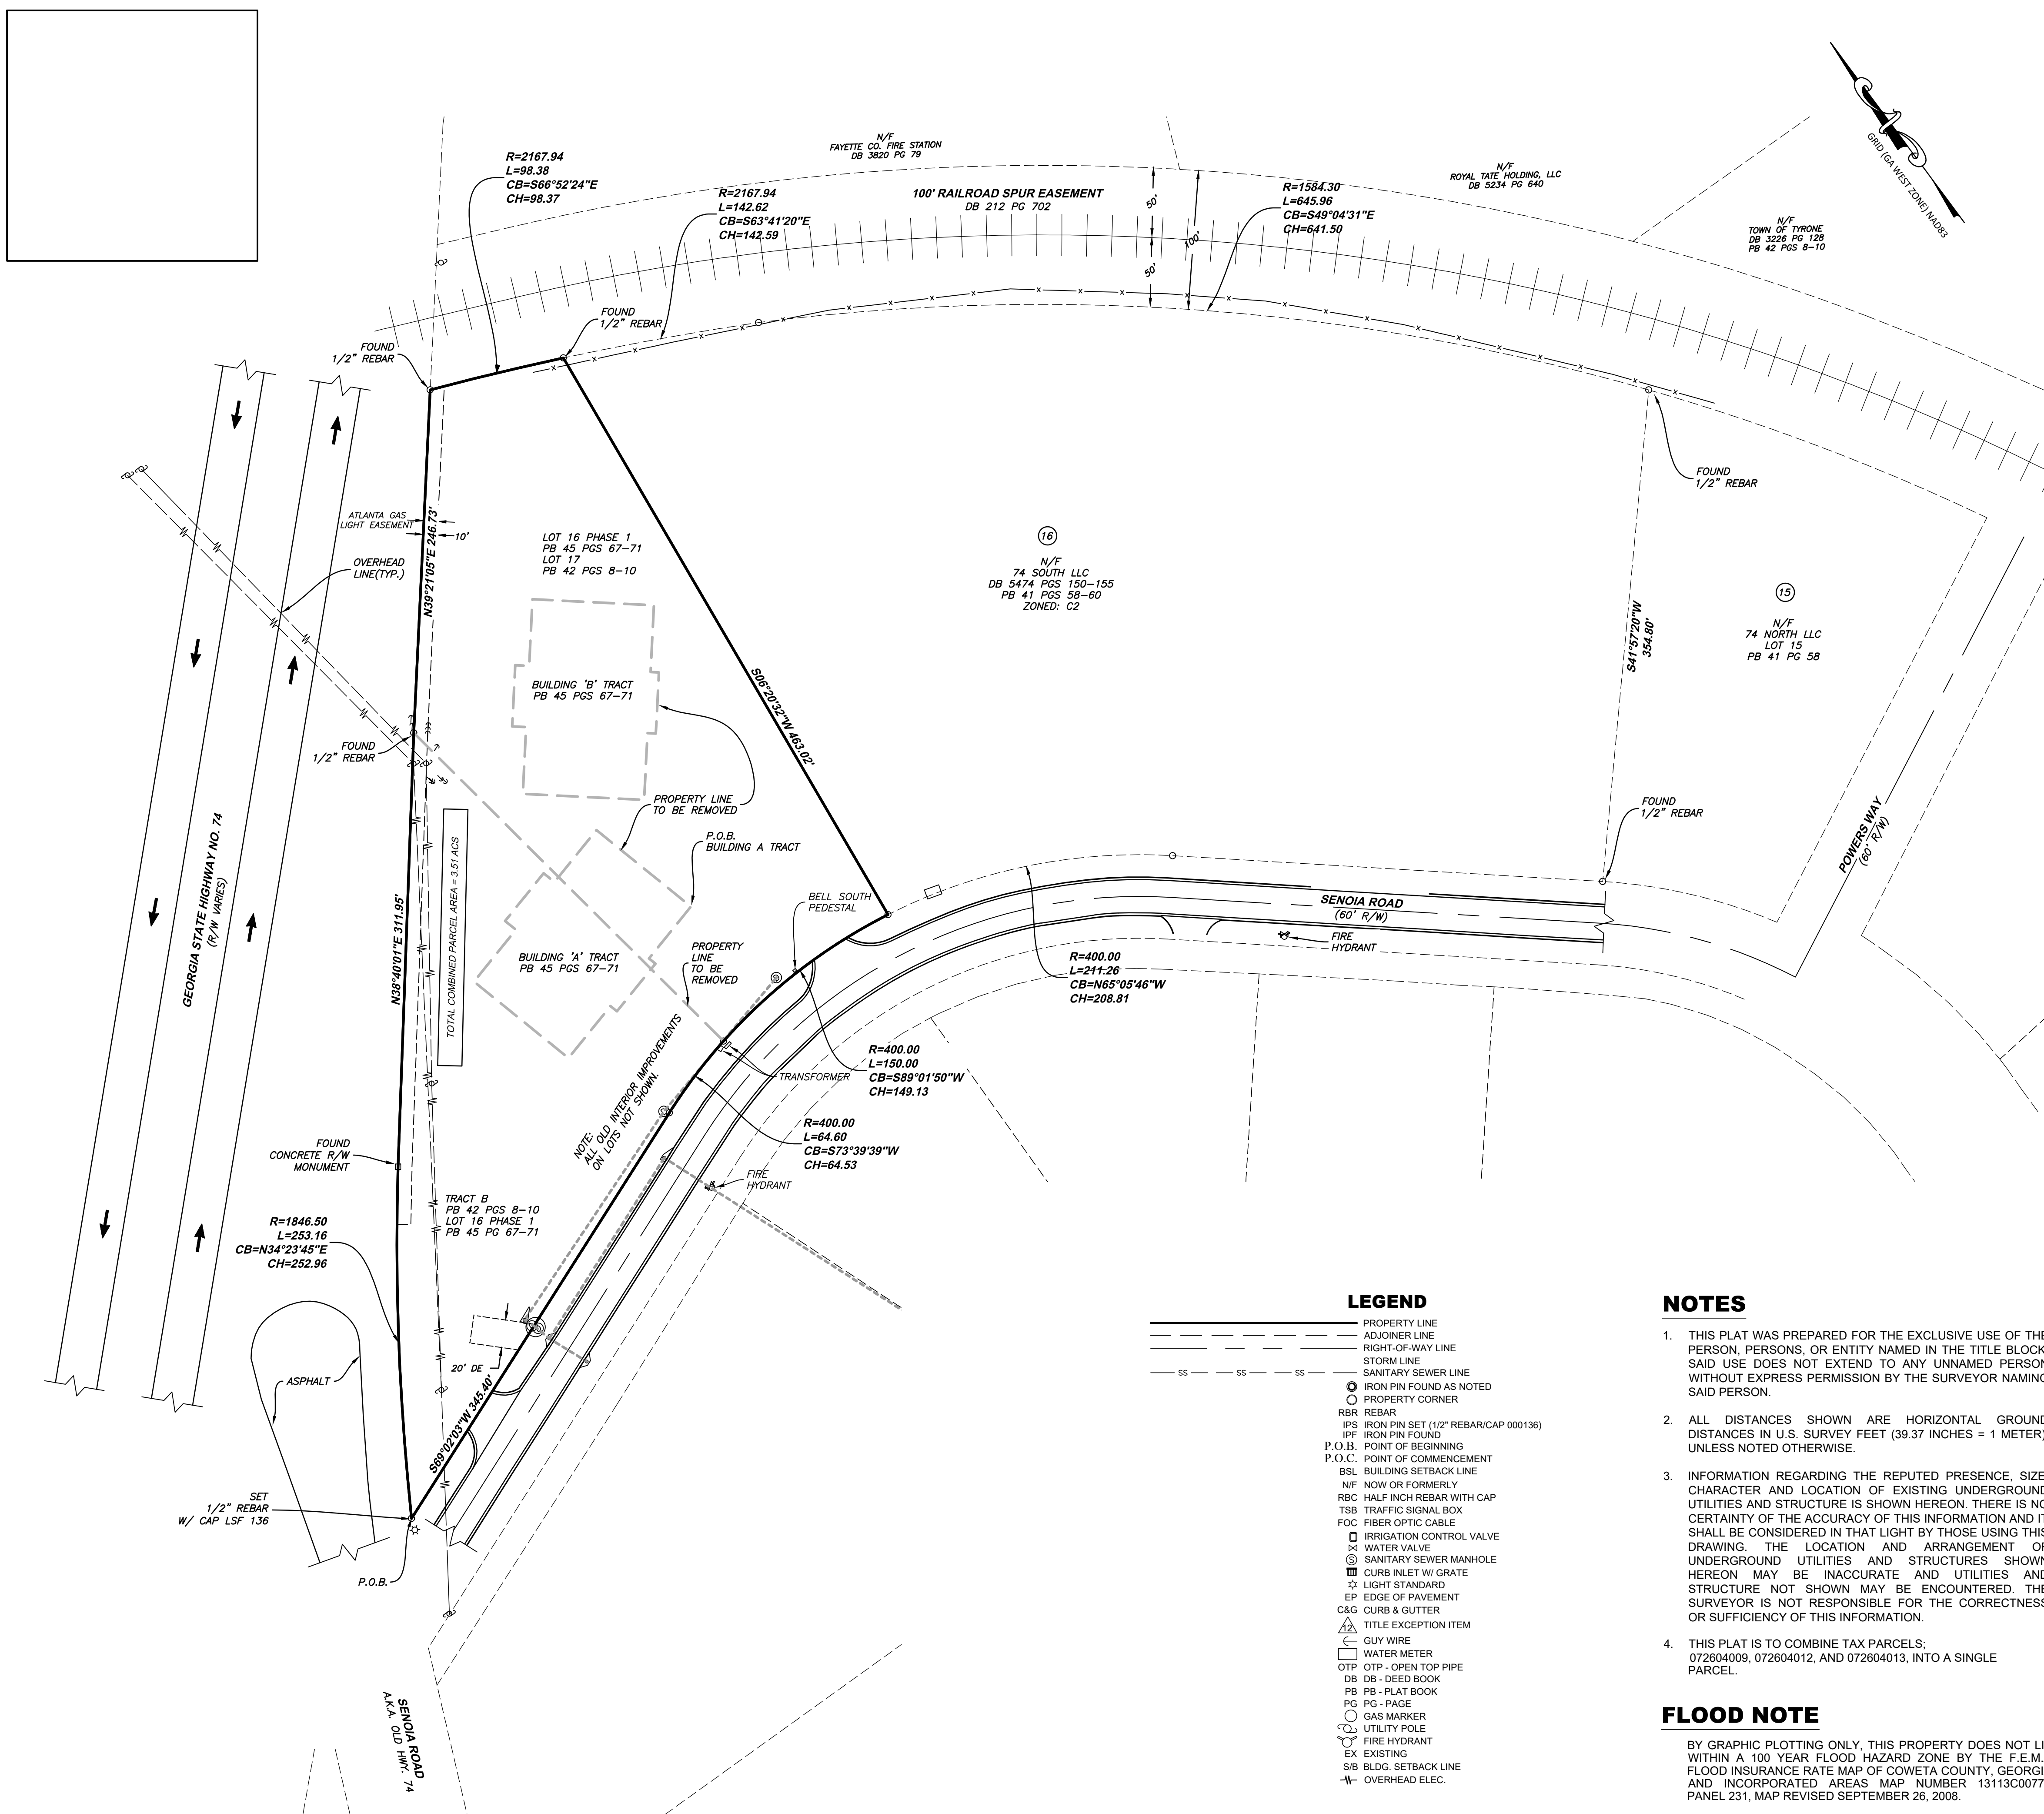 R=2167.94
L=98.38
CB=S66°52'24"E
CH=98.37
N/F
FAYETTE CO. FIRE STATION
DB 3820 PG 79
R=2167.94
L=142.62
CB=S63°41'20"E
CH=142.59
100' RAILROAD SPUR EASEMENT
DB 212 PG 702
50'
50'
100'
R=1584.30
L=645.96
CB=S49°04'31"E
CH=641.50
N/F
ROYAL TATE HOLDING, LLC
DB 5234 PG 640
N/F
TOWN OF TYRONE
DB 3226 PG 128
PB 42 PGS 8-10
GRID (GA WEST ZONE) NAD83
FOUND
1/2" REBAR
FOUND
1/2" REBAR
FOUND
1/2" REBAR
ATLANTA GAS
LIGHT EASEMENT
10'
N39°21'05"E 246.73'
OVERHEAD
LINE(TYP.)
LOT 16 PHASE 1
PB 45 PGS 67-71
LOT 17
PB 42 PGS 8-10
16
N/F
74 SOUTH LLC
DB 5474 PGS 150-155
PB 41 PGS 58-60
ZONED: C2
S41°57'20"W
354.80'
15
N/F
74 NORTH LLC
LOT 15
PB 41 PG 58
BUILDING 'B' TRACT
PB 45 PGS 67-71
S06°20'32"W 463.02'
FOUND
1/2" REBAR
PROPERTY LINE
TO BE REMOVED
P.O.B.
BUILDING A TRACT
FOUND
1/2" REBAR
POWERS WAY
(60' R/W)
GEORGIA STATE HIGHWAY NO. 74
(R/W VARIES)
N38°40'01"E 311.95'
TOTAL COMBINED PARCEL AREA = 3.51 ACS
BELL SOUTH
PEDESTAL
SENOIA ROAD
(60' R/W)
FIRE
HYDRANT
BUILDING 'A' TRACT
PB 45 PGS 67-71
PROPERTY
LINE
TO BE
REMOVED
R=400.00
L=211.26
CB=N65°05'46"W
CH=208.81
NOTE:
ALL OLD INTERIOR IMPROVEMENTS
ON LOTS NOT SHOWN.
TRANSFORMER
R=400.00
L=150.00
CB=S89°01'50"W
CH=149.13
R=400.00
L=64.60
CB=S73°39'39"W
CH=64.53
FOUND
CONCRETE R/W
MONUMENT
FIRE
HYDRANT
TRACT B
PB 42 PGS 8-10
LOT 16 PHASE 1
PB 45 PG 67-71
R=1846.50
L=253.16
CB=N34°23'45"E
CH=252.96
20' DE
ASPHALT
S69°02'03"W 345.40'
SET
1/2" REBAR
W/ CAP LSF 136
P.O.B.
SENOIA ROAD
A.K.A. OLD HWY. 74
LEGEND
PROPERTY LINE
ADJOINER LINE
RIGHT-OF-WAY LINE
STORM LINE
SS SS SS SANITARY SEWER LINE
IRON PIN FOUND AS NOTED
PROPERTY CORNER
RBR REBAR
IPS IRON PIN SET (1/2" REBAR/CAP 000136)
IPF IRON PIN FOUND
P.O.B. POINT OF BEGINNING
P.O.C. POINT OF COMMENCEMENT
BSL BUILDING SETBACK LINE
N/F NOW OR FORMERLY
RBC HALF INCH REBAR WITH CAP
TSB TRAFFIC SIGNAL BOX
FOC FIBER OPTIC CABLE
IRRIGATION CONTROL VALVE
WATER VALVE
S SANITARY SEWER MANHOLE
CURB INLET W/ GRATE
LIGHT STANDARD
EP EDGE OF PAVEMENT
C&G CURB & GUTTER
12 TITLE EXCEPTION ITEM
GUY WIRE
WATER METER
OTP OTP - OPEN TOP PIPE
DB DB - DEED BOOK
PB PB - PLAT BOOK
PG PG - PAGE
GAS MARKER
UTILITY POLE
FIRE HYDRANT
EX EXISTING
S/B BLDG. SETBACK LINE
OVERHEAD ELEC.
NOTES
1. THIS PLAT WAS PREPARED FOR THE EXCLUSIVE USE OF THE
PERSON, PERSONS, OR ENTITY NAMED IN THE TITLE BLOCK
SAID USE DOES NOT EXTEND TO ANY UNNAMED PERSON
WITHOUT EXPRESS PERMISSION BY THE SURVEYOR NAMING
SAID PERSON.
2. ALL DISTANCES SHOWN ARE HORIZONTAL GROUND
DISTANCES IN U.S. SURVEY FEET (39.37 INCHES = 1 METER)
UNLESS NOTED OTHERWISE.
3. INFORMATION REGARDING THE REPUTED PRESENCE, SIZE,
CHARACTER AND LOCATION OF EXISTING UNDERGROUND
UTILITIES AND STRUCTURE IS SHOWN HEREON. THERE IS NO
CERTAINTY OF THE ACCURACY OF THIS INFORMATION AND IT
SHALL BE CONSIDERED IN THAT LIGHT BY THOSE USING THIS
DRAWING. THE LOCATION AND ARRANGEMENT OF
UNDERGROUND UTILITIES AND STRUCTURES SHOWN
HEREON MAY BE INACCURATE AND UTILITIES AND
STRUCTURE NOT SHOWN MAY BE ENCOUNTERED. THE
SURVEYOR IS NOT RESPONSIBLE FOR THE CORRECTNESS
OR SUFFICIENCY OF THIS INFORMATION.
4. THIS PLAT IS TO COMBINE TAX PARCELS;
072604009, 072604012, AND 072604013, INTO A SINGLE
PARCEL.
FLOOD NOTE
BY GRAPHIC PLOTTING ONLY, THIS PROPERTY DOES NOT LI
WITHIN A 100 YEAR FLOOD HAZARD ZONE BY THE F.E.M.
FLOOD INSURANCE RATE MAP OF COWETA COUNTY, GEORGI
AND INCORPORATED AREAS MAP NUMBER 13113C0077
PANEL 231, MAP REVISED SEPTEMBER 26, 2008.